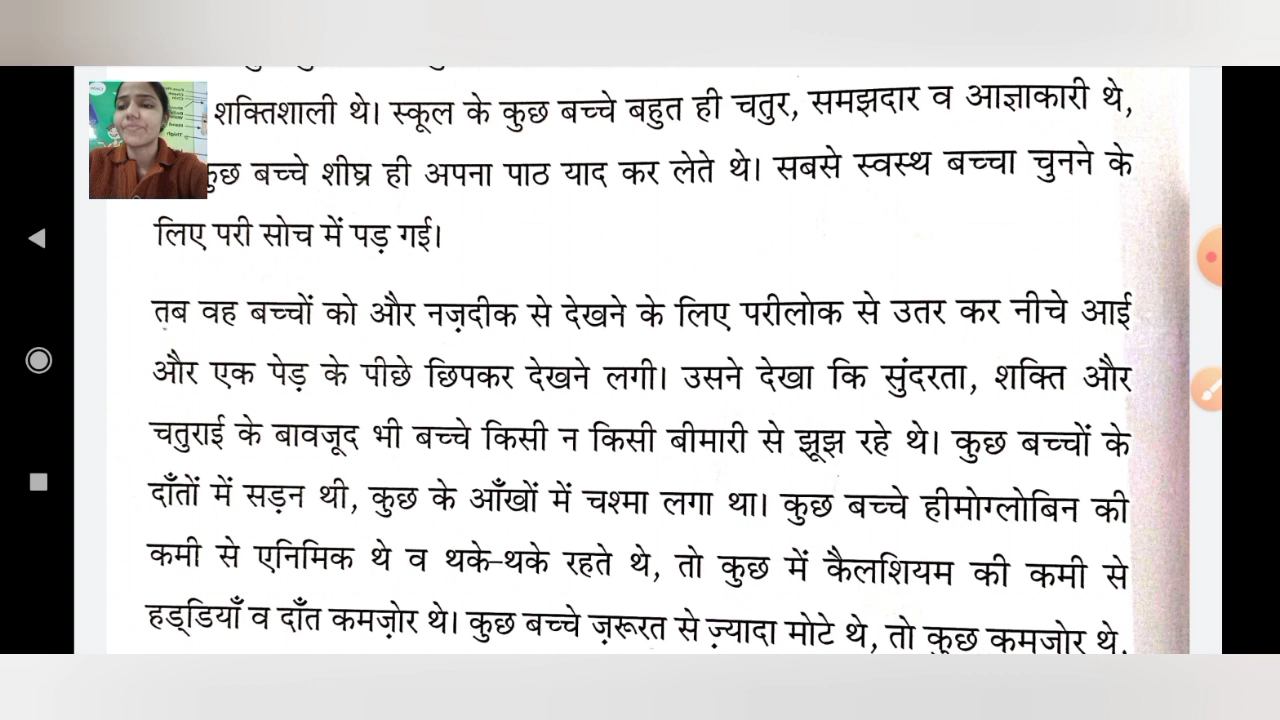 शक्तिशाली थे। स्कूल के कुछ बच्चे बहुत ही चतुर, समझदार व आज्ञाकारी थे,
कुछ बच्चे शीघ्र ही अपना पाठ याद कर लेते थे। सबसे स्वस्थ बच्चा चुनने के
लिए परी सोच में पड़ गई।
तब वह बच्चों को और नज़दीक से देखने के लिए परीलोक से उतर कर नीचे आई
और एक पेड़ के पीछे छिपकर देखने लगी। उसने देखा कि सुंदरता, शक्ति और
चतुराई के बावजूद भी बच्चे किसी न किसी बीमारी से झूझ रहे थे। कुछ बच्चों के
दाँतों में सड़न थी, कुछ के आँखों में चश्मा लगा था। कुछ बच्चे हीमोग्लोबिन की
कमी से एनिमिक थे व थके-थके रहते थे, तो कुछ में कैलशियम की कमी से
हड्डियाँ व दाँत कमज़ोर थे। कुछ बच्चे ज़रूरत से ज़्यादा मोटे थे, तो कुछ कमजोर थे,